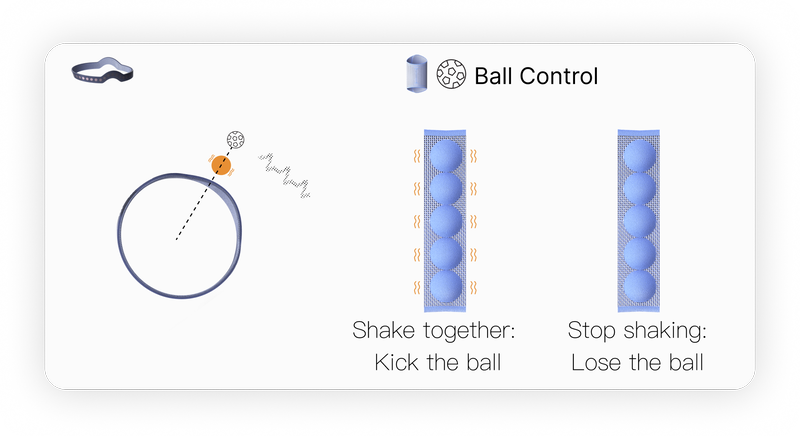 Ball Control
Shake together:
Kick the ball
Stop shaking:
Lose the ball